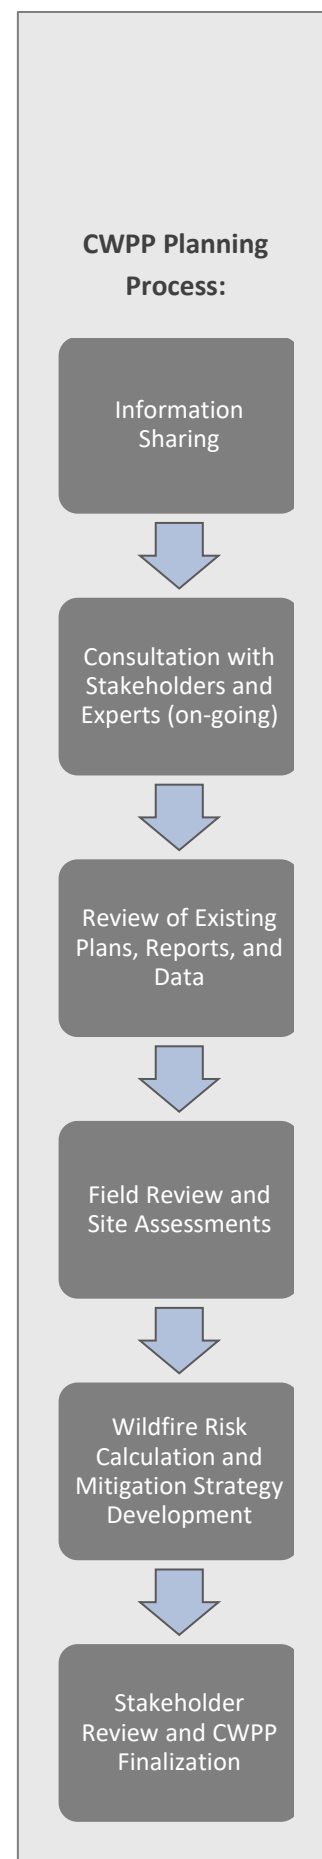 CWPP Planning
Process:
Information
Sharing
Consultation with
Stakeholders and
Experts (on-going)
Review of Existing
Plans, Reports, and
Data
Field Review and
Site Assessments
Wildfire Risk
Calculation and
Mitigation Strategy
Development
Stakeholder
Review and CWPP
Finalization